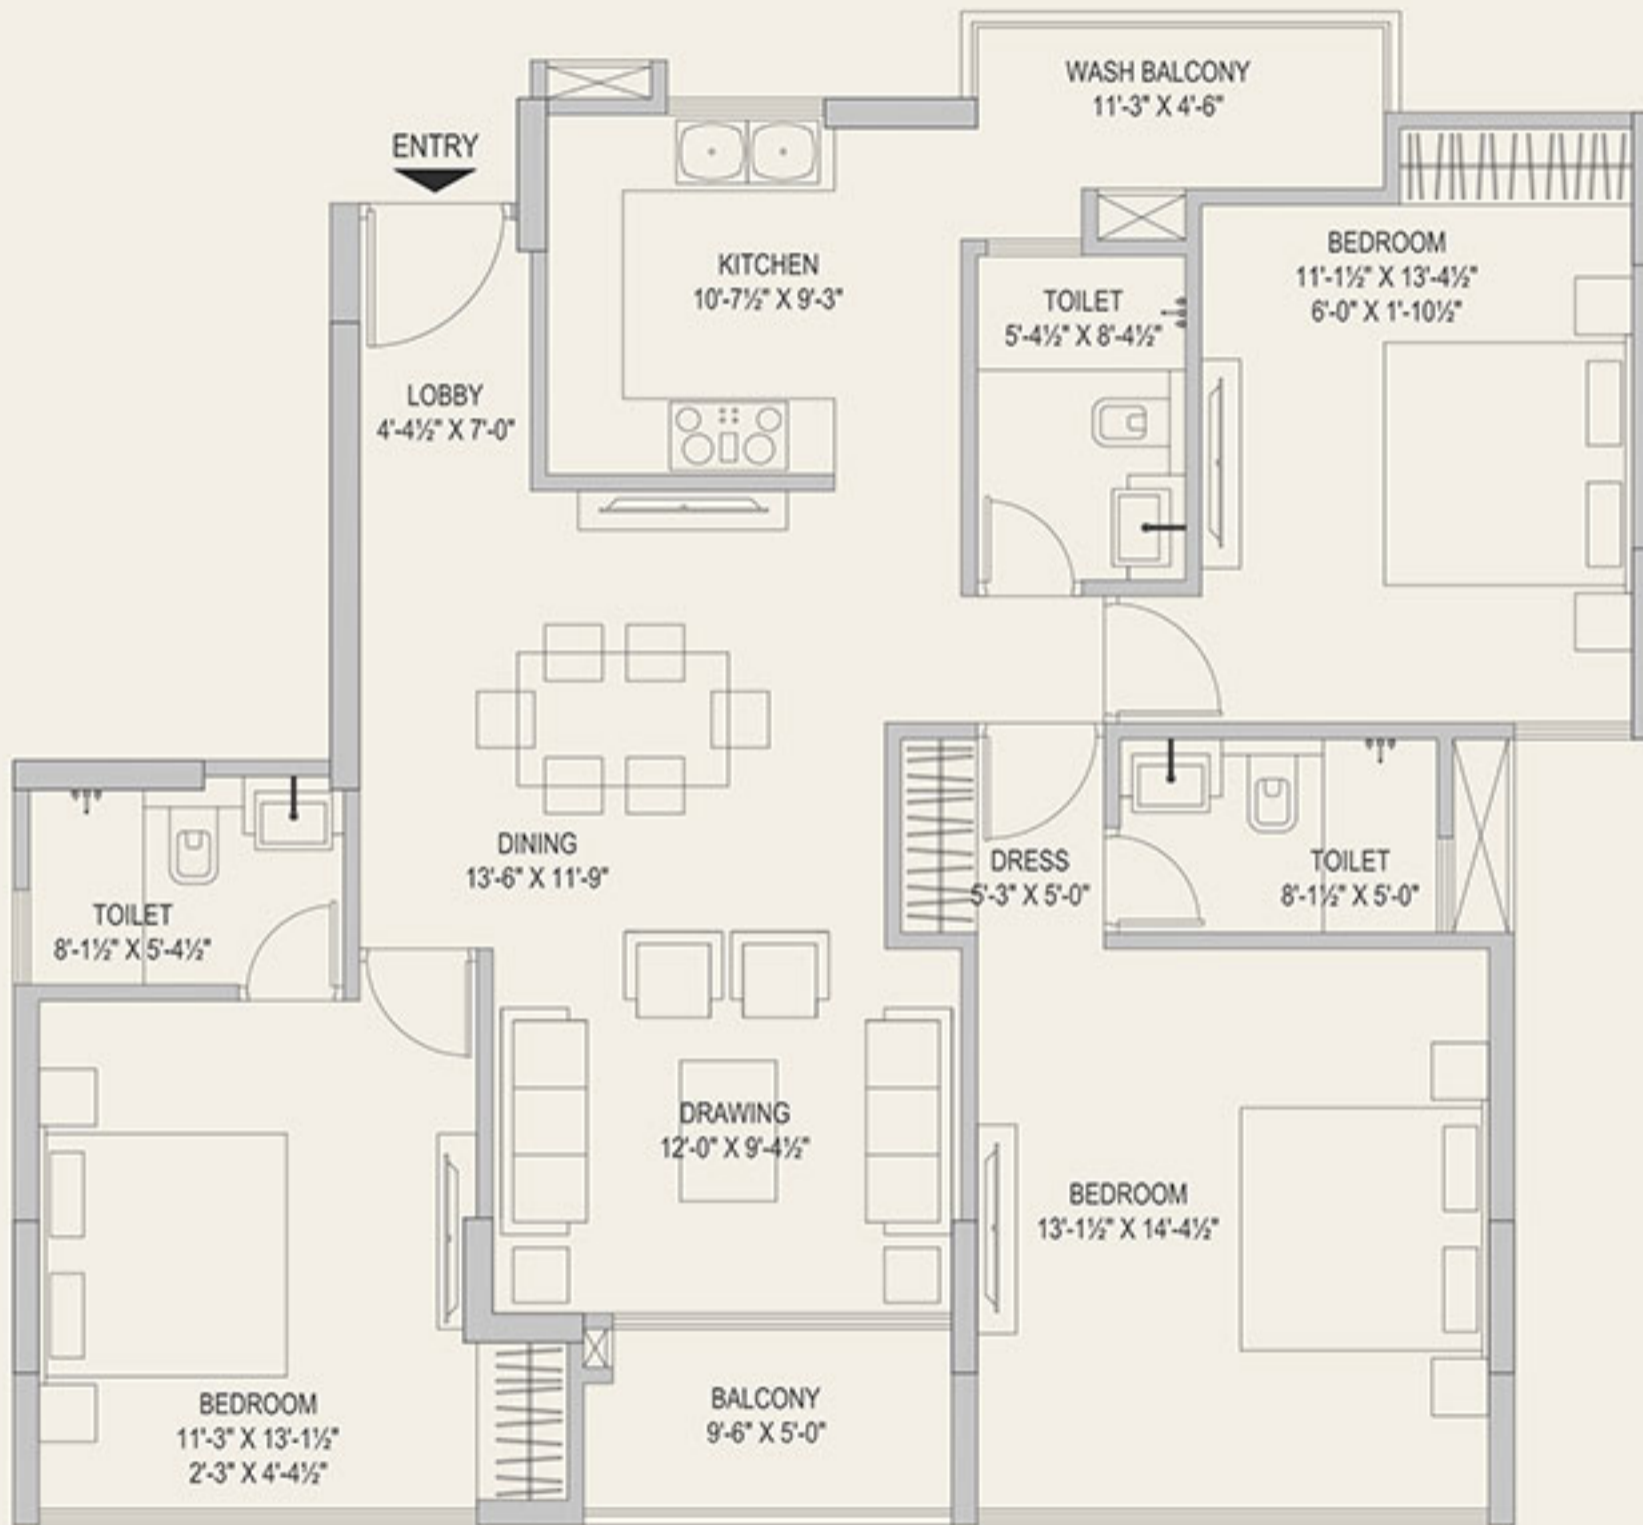 WASH BALCONY
11'-3" X 4'-6"
ENTRY
KITCHEN
10'-7½" X 9'-3"
BEDROOM
11'-1½" X 13'-4½"
6'-0" X 1'-10½"
TOILET
5'-4½" X 8'-4½"
LOBBY
4'-4½" X 7'-0"
DINING
13'-6" X 11'-9"
DRESS
5'-3" X 5'-0"
TOILET
8'-1½" X 5'-0"
TOILET
8'-1½" X 5'-4½"
DRAWING
12'-0" X 9'-4½"
BEDROOM
13'-1½" X 14'-4½"
BEDROOM
11'-3" X 13'-1½"
2'-3" X 4'-4½"
BALCONY
9'-6" X 5'-0"